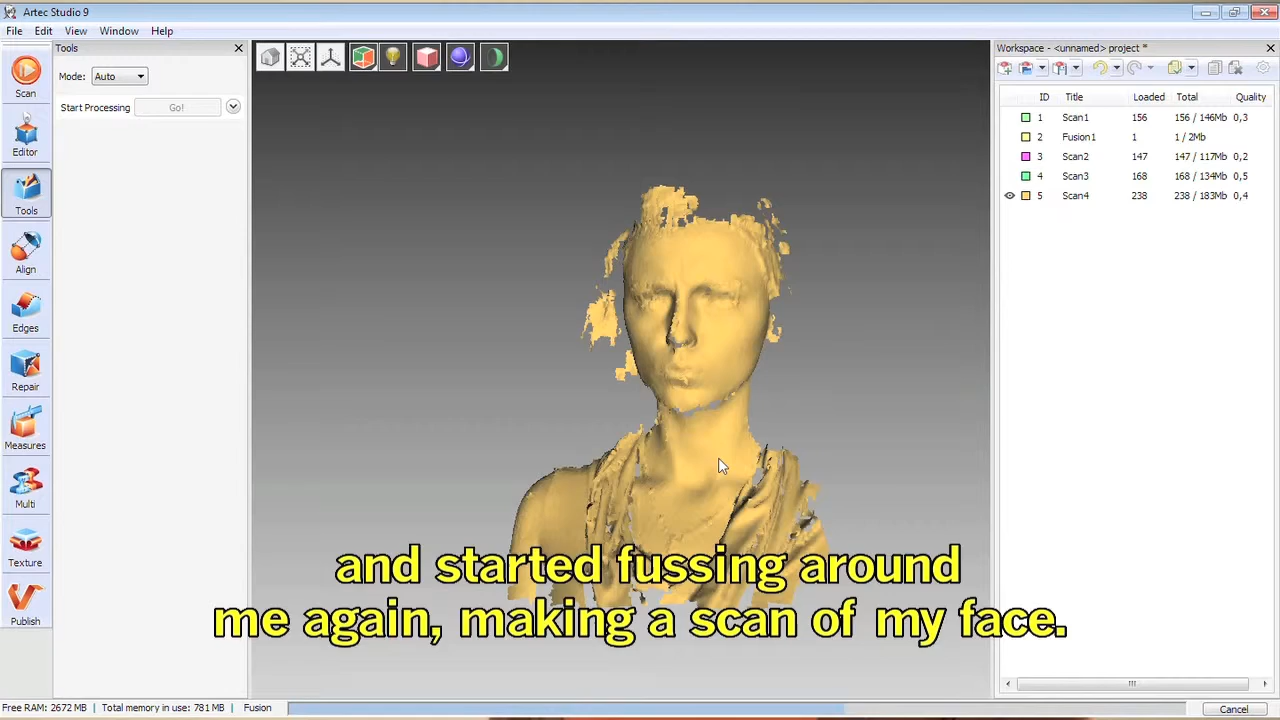 Artec Studio 9
File Edit View Window Help
Tools
Mode: Auto
Start Processing Go!
Scan
Editor
Tools
Align
Edges
Repair
Measures
Multi
Texture
Publish
Workspace - <unnamed> project *
ID Title Loaded Total Quality
1 Scan1 156 156 / 146Mb 0,3
2 Fusion1 1 1 / 2Mb
3 Scan2 147 147 / 117Mb 0,2
4 Scan3 168 168 / 134Mb 0,5
5 Scan4 238 238 / 183Mb 0,4
and started fussing around
me again, making a scan of my face.
Free RAM: 2672 MB Total memory in use: 781 MB Fusion Cancel